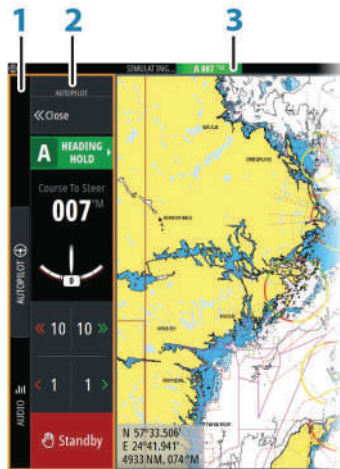 1 2 3
SIMULATING... A 007 °M
AUTOPILOT
« Close
A HEADING HOLD
Course To Steer
007°M
0
AUTOPILOT
« 10 10 »
< 1 1 >
AUDIO
Standby
N 57°33.506'
E 24°41.941'
4933 NM, 074 °M